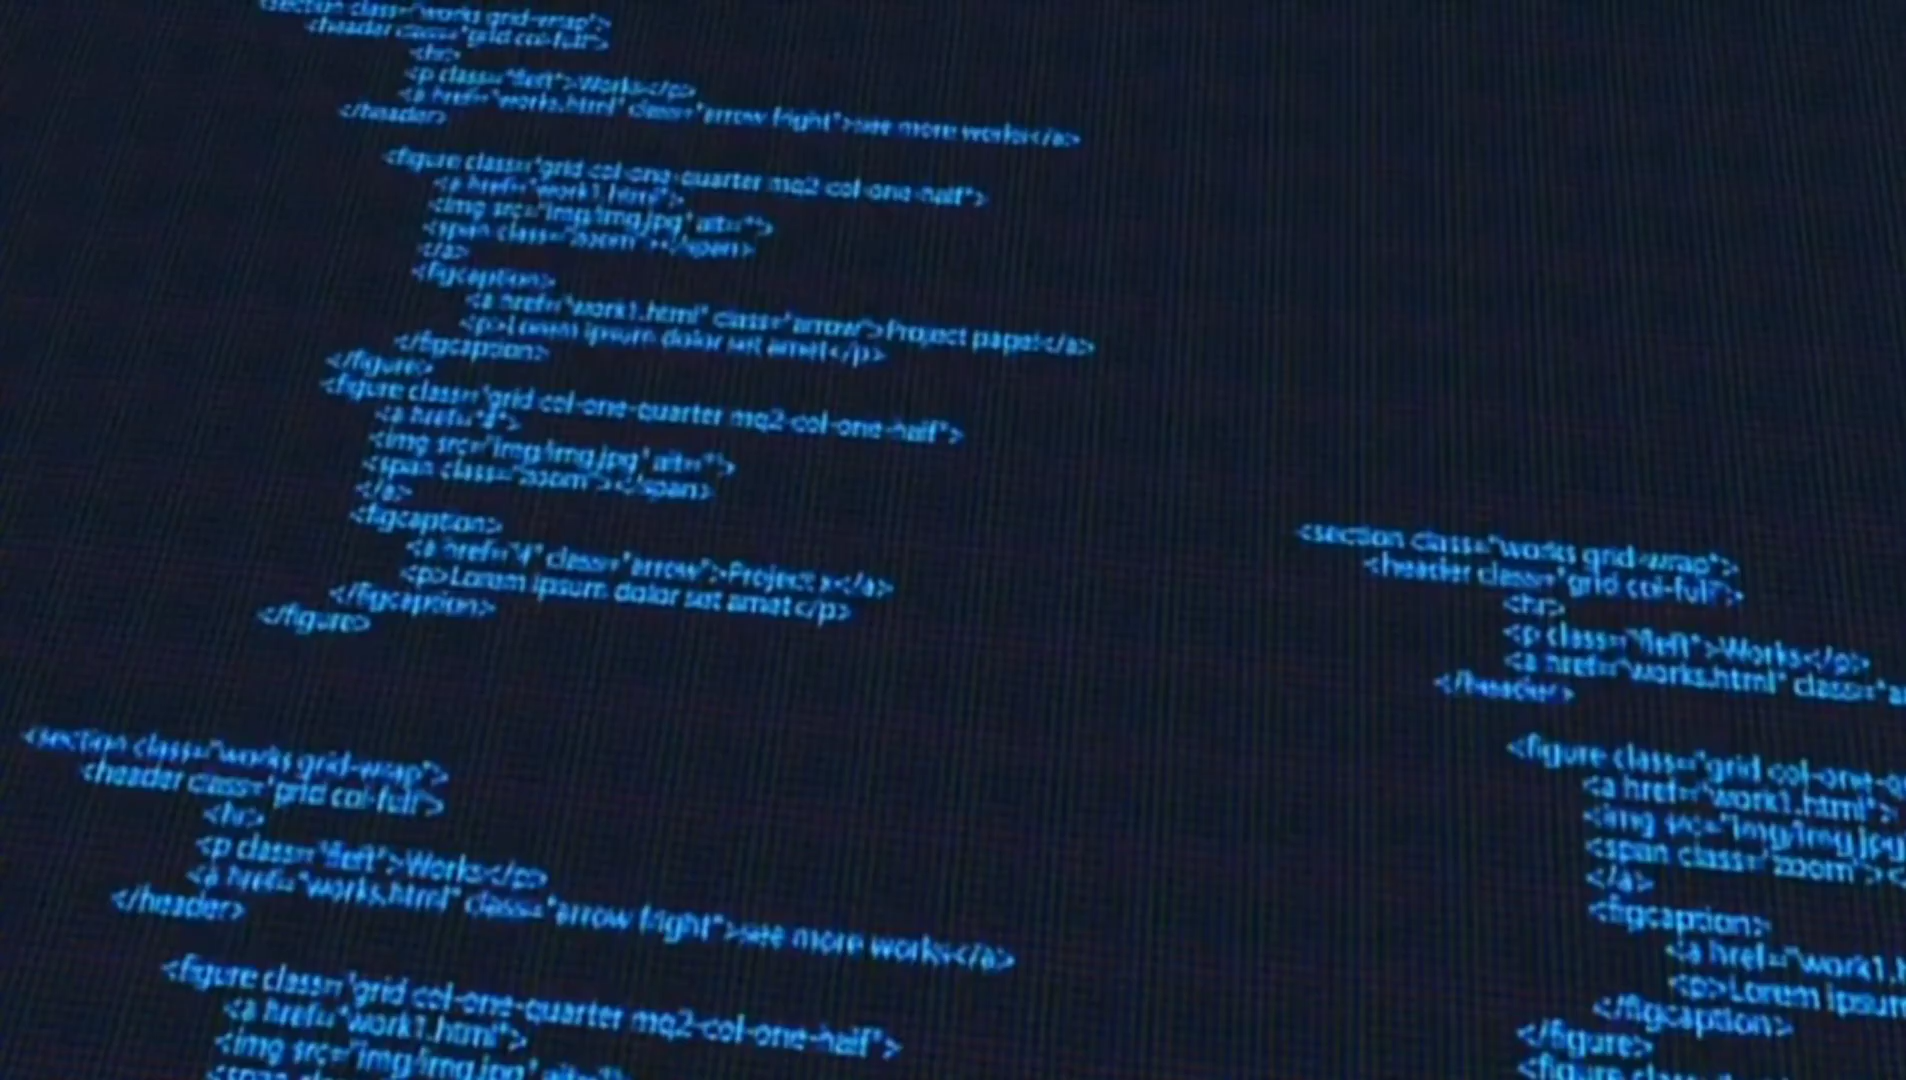 <section class="works grid-wrap">
<header class="grid col-full">
<hr>
<p class="fleft">Works</p>
<a href="works.html" class="arrow fright">see more works</a>
</header>
<figure class="grid col-one-quarter mq2-col-one-half">
<a href="work1.html">
<img src="img/img.jpg" alt="">
<span class="zoom"></span>
</a>
<figcaption>
<a href="work1.html" class="arrow">Project page!</a>
<p>Lorem ipsum dolor set amet</p>
</figcaption>
</figure>
<figure class="grid col-one-quarter mq2-col-one-half">
<a href="#">
<img src="img/img.jpg" alt="">
<span class="zoom"></span>
</a>
<figcaption>
<a href="#" class="arrow">Project x</a>
<p>Lorem ipsum dolor set amet</p>
</figcaption>
</figure>
<section class="works grid-wrap">
<header class="grid col-full">
<hr>
<p class="fleft">Works</p>
<a href="works.html" class="arrow fright">see more works</a>
</header>
<figure class="grid col-one-quarter mq2-col-one-half">
<a href="work1.html">
<img src="img/img.jpg" alt="">
<section class="works grid-wrap">
<header class="grid col-full">
<hr>
<p class="fleft">Works</p>
<a href="works.html" class="a
</header>
<figure class="grid col-one-q
<a href="work1.html">
<img src="img/img.jpg
<span class="zoom"><
</a>
<figcaption>
<a href="work1.h
<p>Lorem ipsum
</figcaption>
</figure>